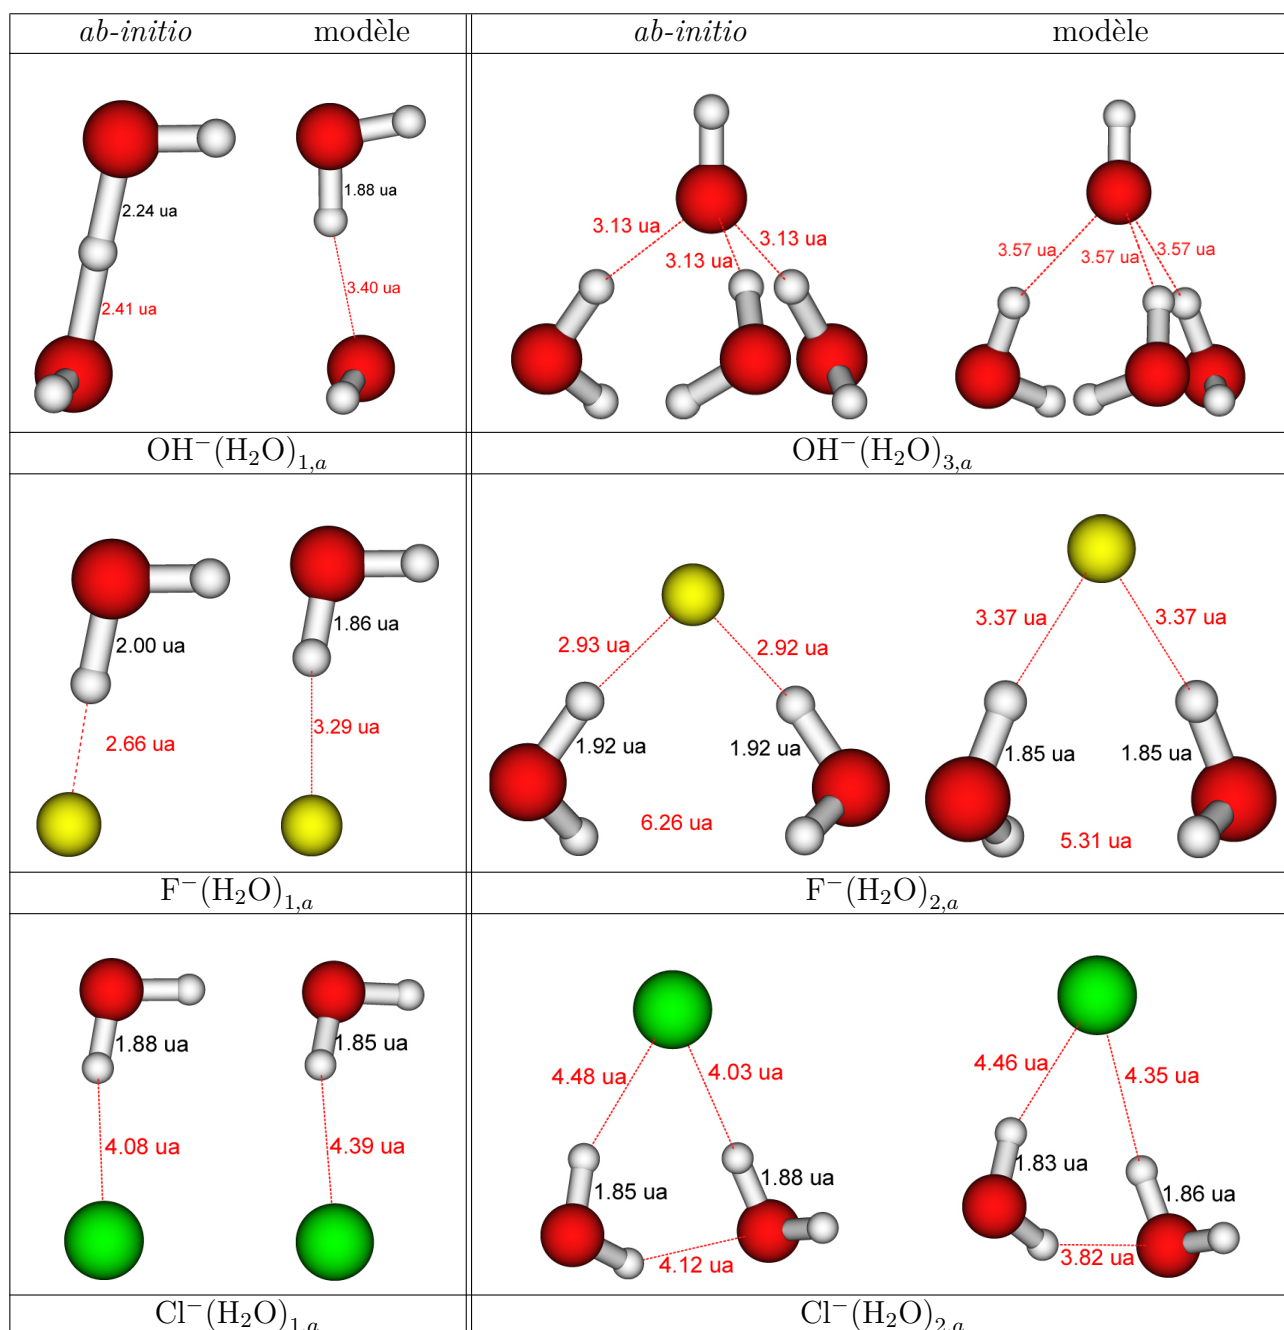 ab-initio modèle ab-initio modèle
2.24 ua
2.41 ua
1.88 ua
3.40 ua
3.13 ua
3.13 ua
3.13 ua
3.57 ua
3.57 ua
3.57 ua
OH⁻(H₂O)₁,ₐ OH⁻(H₂O)₃,ₐ
2.00 ua
2.66 ua
1.86 ua
3.29 ua
2.93 ua
2.92 ua
1.92 ua
1.92 ua
6.26 ua
3.37 ua
3.37 ua
1.85 ua
1.85 ua
5.31 ua
F⁻(H₂O)₁,ₐ F⁻(H₂O)₂,ₐ
1.88 ua
4.08 ua
1.85 ua
4.39 ua
4.48 ua
4.03 ua
1.85 ua
1.88 ua
4.12 ua
4.46 ua
4.35 ua
1.83 ua
1.86 ua
3.82 ua
Cl⁻(H₂O)₁,ₐ Cl⁻(H₂O)₂,ₐ